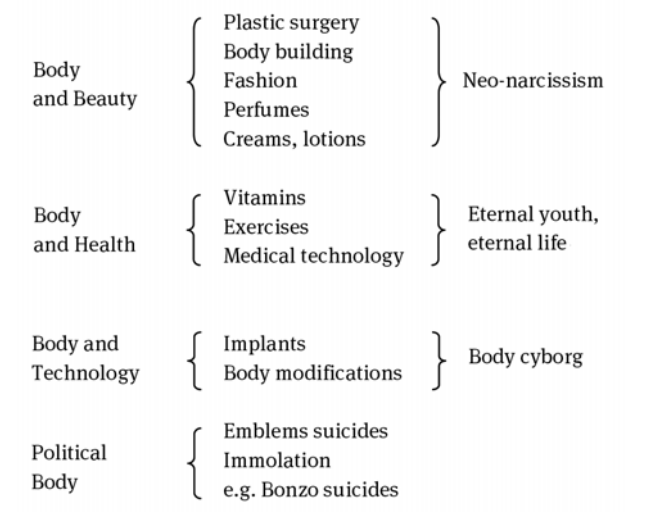 Body
and Beauty
Plastic surgery
Body building
Fashion
Perfumes
Creams, lotions
Neo-narcissism
Body
and Health
Vitamins
Exercises
Medical technology
Eternal youth,
eternal life
Body and
Technology
Implants
Body modifications
Body cyborg
Political
Body
Emblems suicides
Immolation
e.g. Bonzo suicides